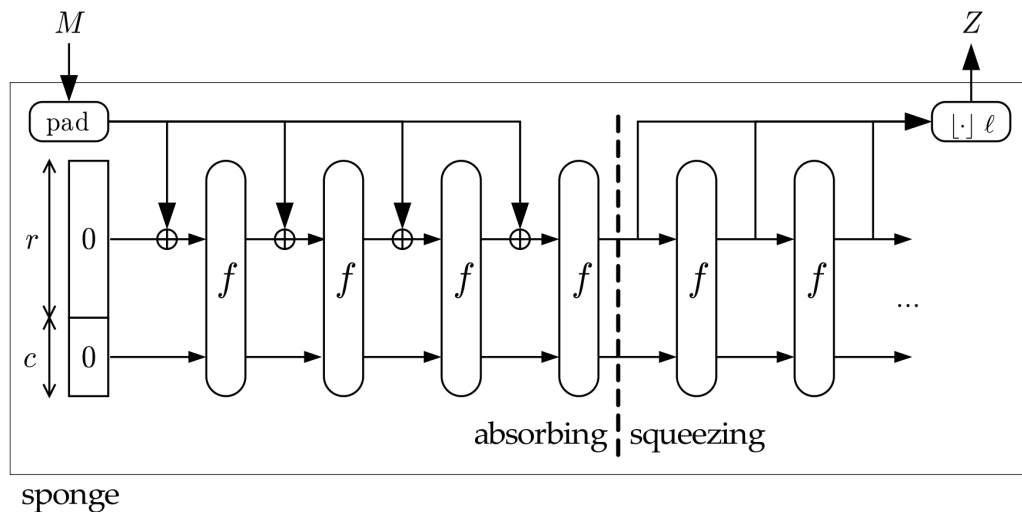 M Z
pad ⌊·⌋ ℓ
r 0
f f f f f f
c 0 ...
absorbing squeezing
sponge